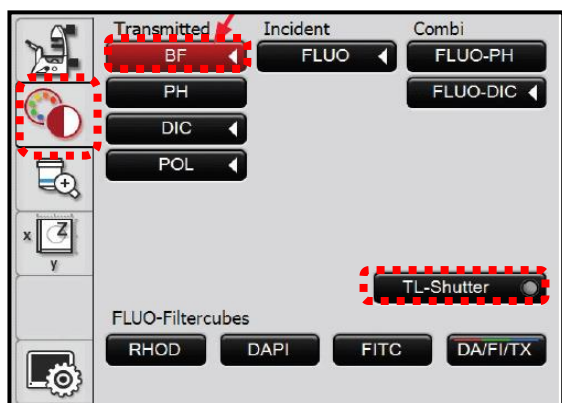 Transmitted Incident Combi
BF FLUO FLUO-PH
PH FLUO-DIC
DIC
POL
x Z
y
TL-Shutter
FLUO-Filtercubes
RHOD DAPI FITC DA/FI/TX